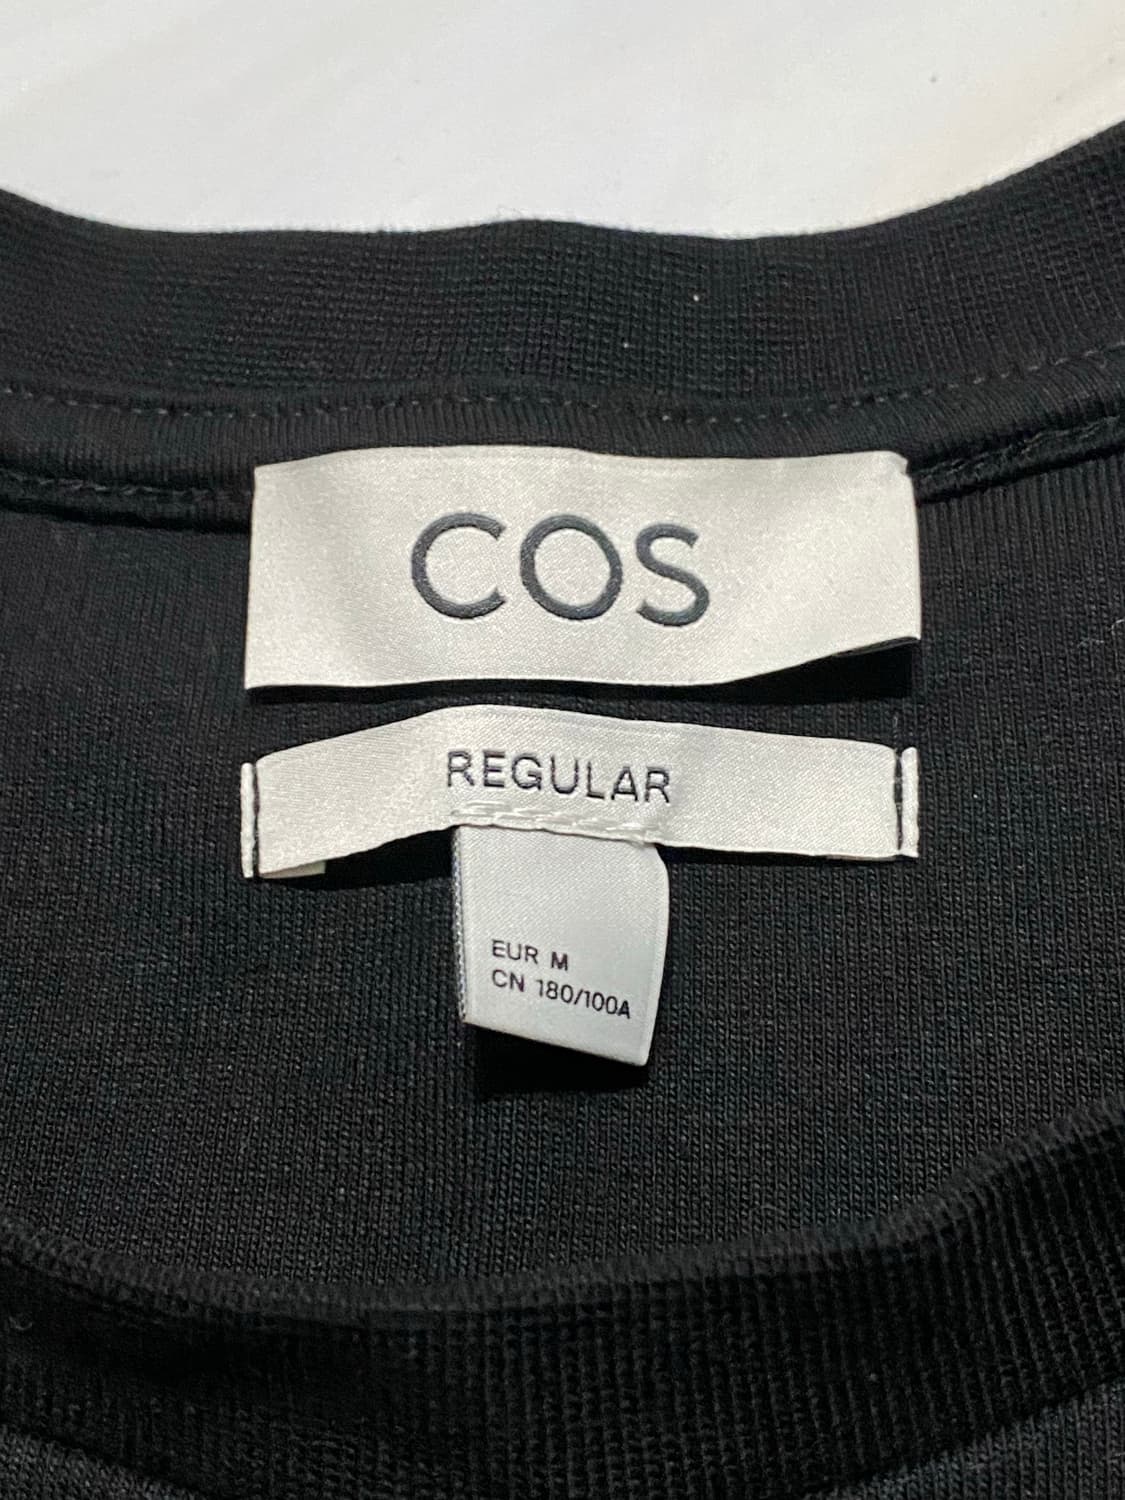 COS
REGULAR
EUR M
CN 180/100A